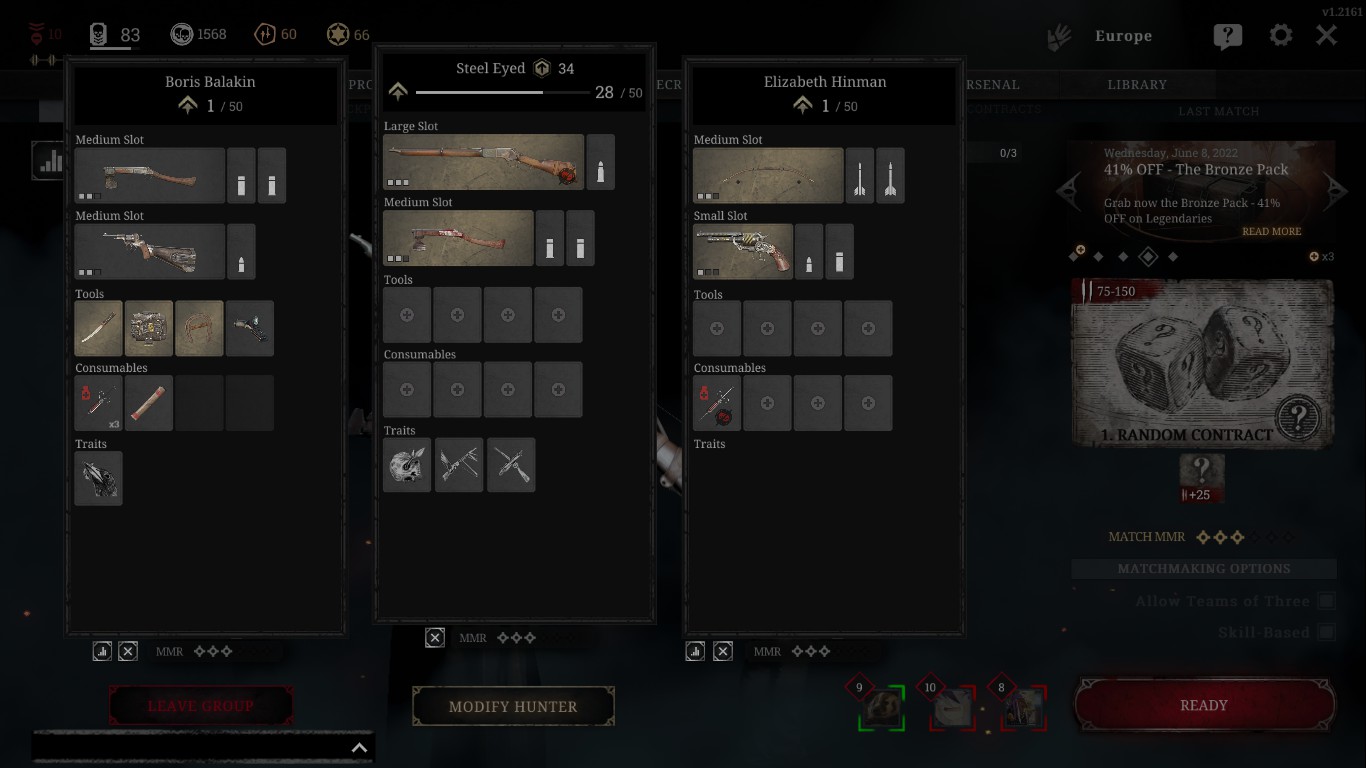 v1.2161
10
83
1568
60
66
Europe
PRO
ECR
RSENAL
LIBRARY
CONTRACTS
LAST MATCH
Boris Balakin
1 / 50
Medium Slot
Medium Slot
Tools
Consumables
x3
Traits
MMR
LEAVE GROUP
Steel Eyed 34
28 / 50
Large Slot
Medium Slot
Tools
Consumables
Traits
MMR
MODIFY HUNTER
Elizabeth Hinman
1 / 50
Medium Slot
Small Slot
Tools
Consumables
Traits
MMR
0/3
Wednesday, June 8, 2022
41% OFF - The Bronze Pack
Grab now the Bronze Pack - 41%
OFF on Legendaries
READ MORE
x3
75-150
1. RANDOM CONTRACT
+25
MATCH MMR
MATCHMAKING OPTIONS
Allow Teams of Three
Skill-Based
9
10
8
READY